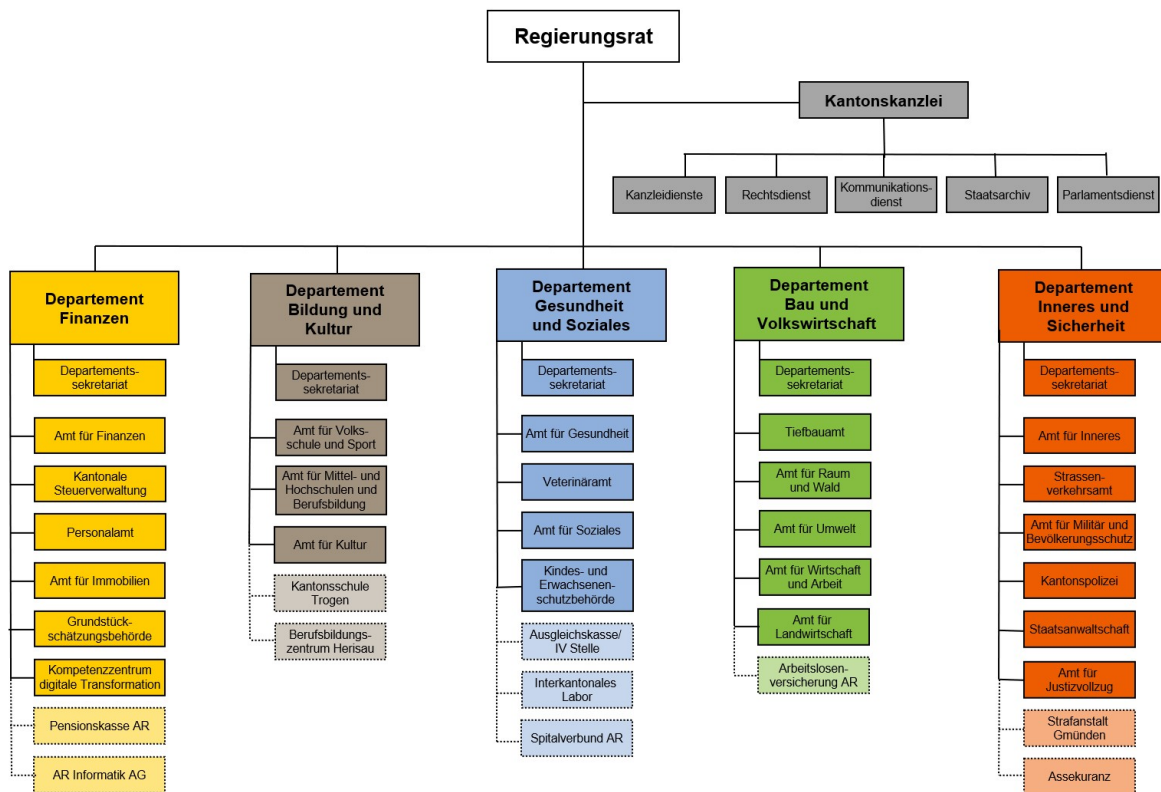 Regierungsrat
Kantonskanzlei
Kanzleidienste
Rechtsdienst
Kommunikations-
dienst
Staatsarchiv
Parlamentsdienst
Departement
Finanzen
Departements-
sekretariat
Amt für Finanzen
Kantonale
Steuerverwaltung
Personalamt
Amt für Immobilien
Grundstück-
schätzungsbehörde
Kompetenzzentrum
digitale Transformation
Pensionskasse AR
AR Informatik AG
Departement
Bildung und
Kultur
Departements-
sekretariat
Amt für Volks-
schule und Sport
Amt für Mittel- und
Hochschulen und
Berufsbildung
Amt für Kultur
Kantonsschule
Trogen
Berufsbildungs-
zentrum Herisau
Departement
Gesundheit
und Soziales
Departements-
sekretariat
Amt für Gesundheit
Veterinäramt
Amt für Soziales
Kindes- und
Erwachsenen-
schutzbehörde
Ausgleichskasse/
IV Stelle
Interkantonales
Labor
Spitalverbund AR
Departement
Bau und
Volkswirtschaft
Departements-
sekretariat
Tiefbauamt
Amt für Raum
und Wald
Amt für Umwelt
Amt für Wirtschaft
und Arbeit
Amt für
Landwirtschaft
Arbeitslosen-
versicherung AR
Departement
Inneres und
Sicherheit
Departements-
sekretariat
Amt für Inneres
Strassen-
verkehrsamt
Amt für Militär und
Bevölkerungsschutz
Kantonspolizei
Staatsanwaltschaft
Amt für
Justizvollzug
Strafanstalt
Gmünden
Assekuranz